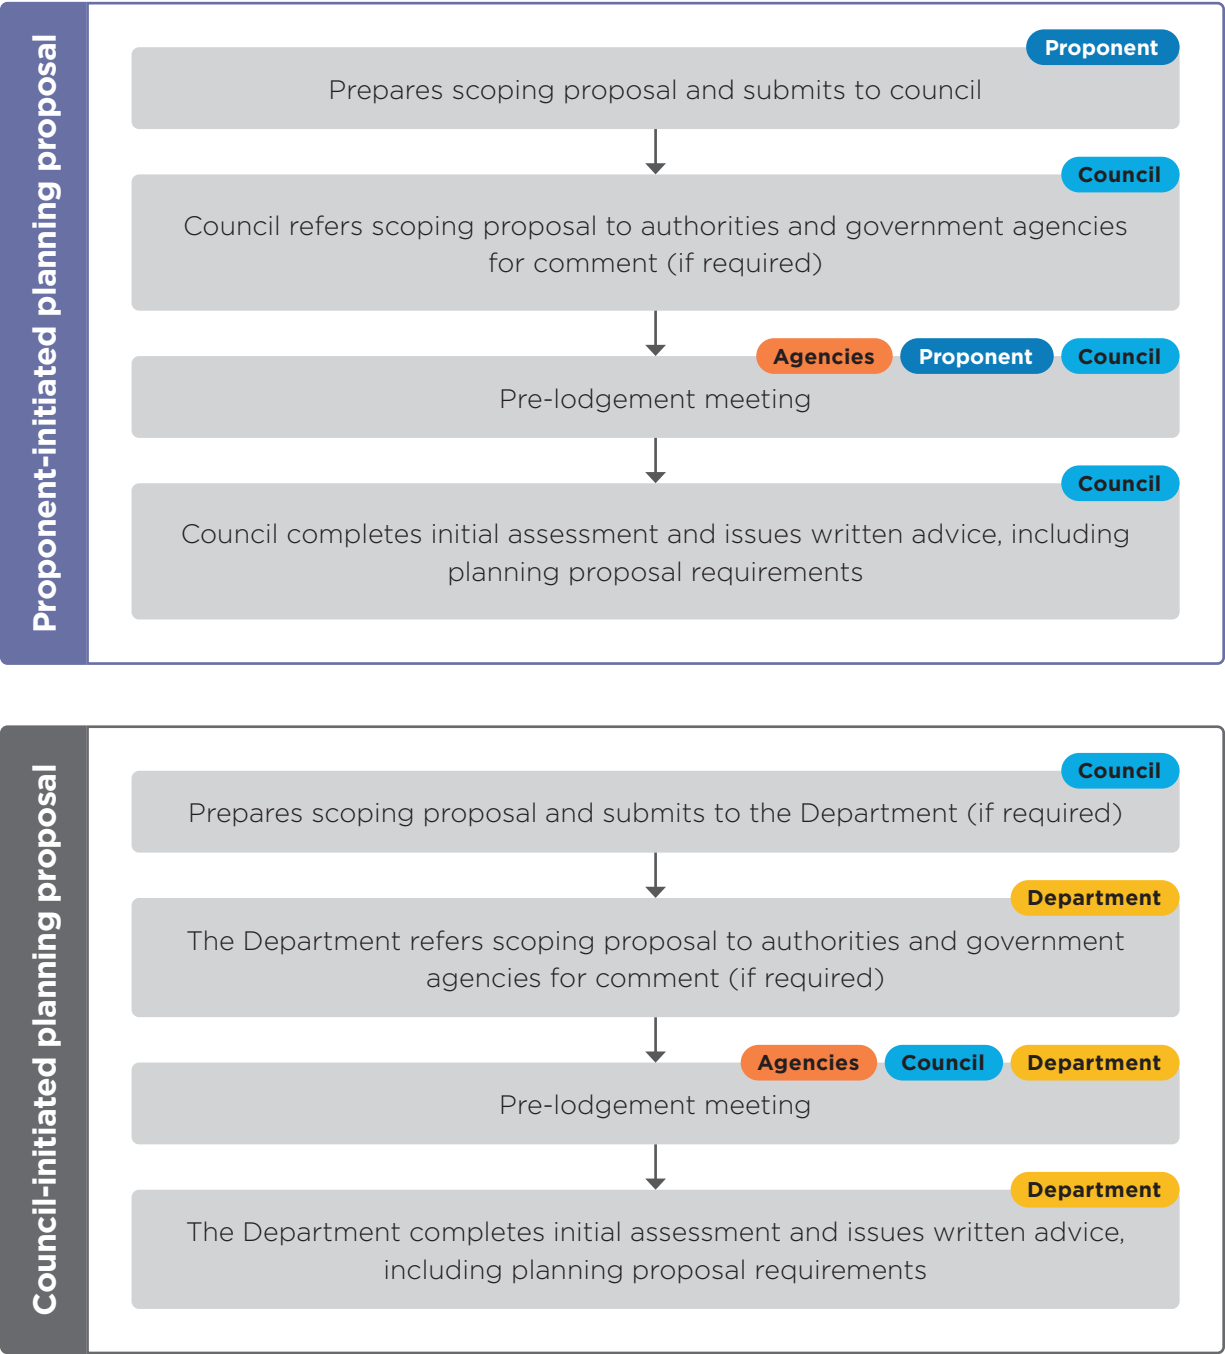 Proponent-initiated planning proposal
Proponent
Prepares scoping proposal and submits to council
Council
Council refers scoping proposal to authorities and government agencies
for comment (if required)
Agencies Proponent Council
Pre-lodgement meeting
Council
Council completes initial assessment and issues written advice, including
planning proposal requirements
Council-initiated planning proposal
Council
Prepares scoping proposal and submits to the Department (if required)
Department
The Department refers scoping proposal to authorities and government
agencies for comment (if required)
Agencies Council Department
Pre-lodgement meeting
Department
The Department completes initial assessment and issues written advice,
including planning proposal requirements